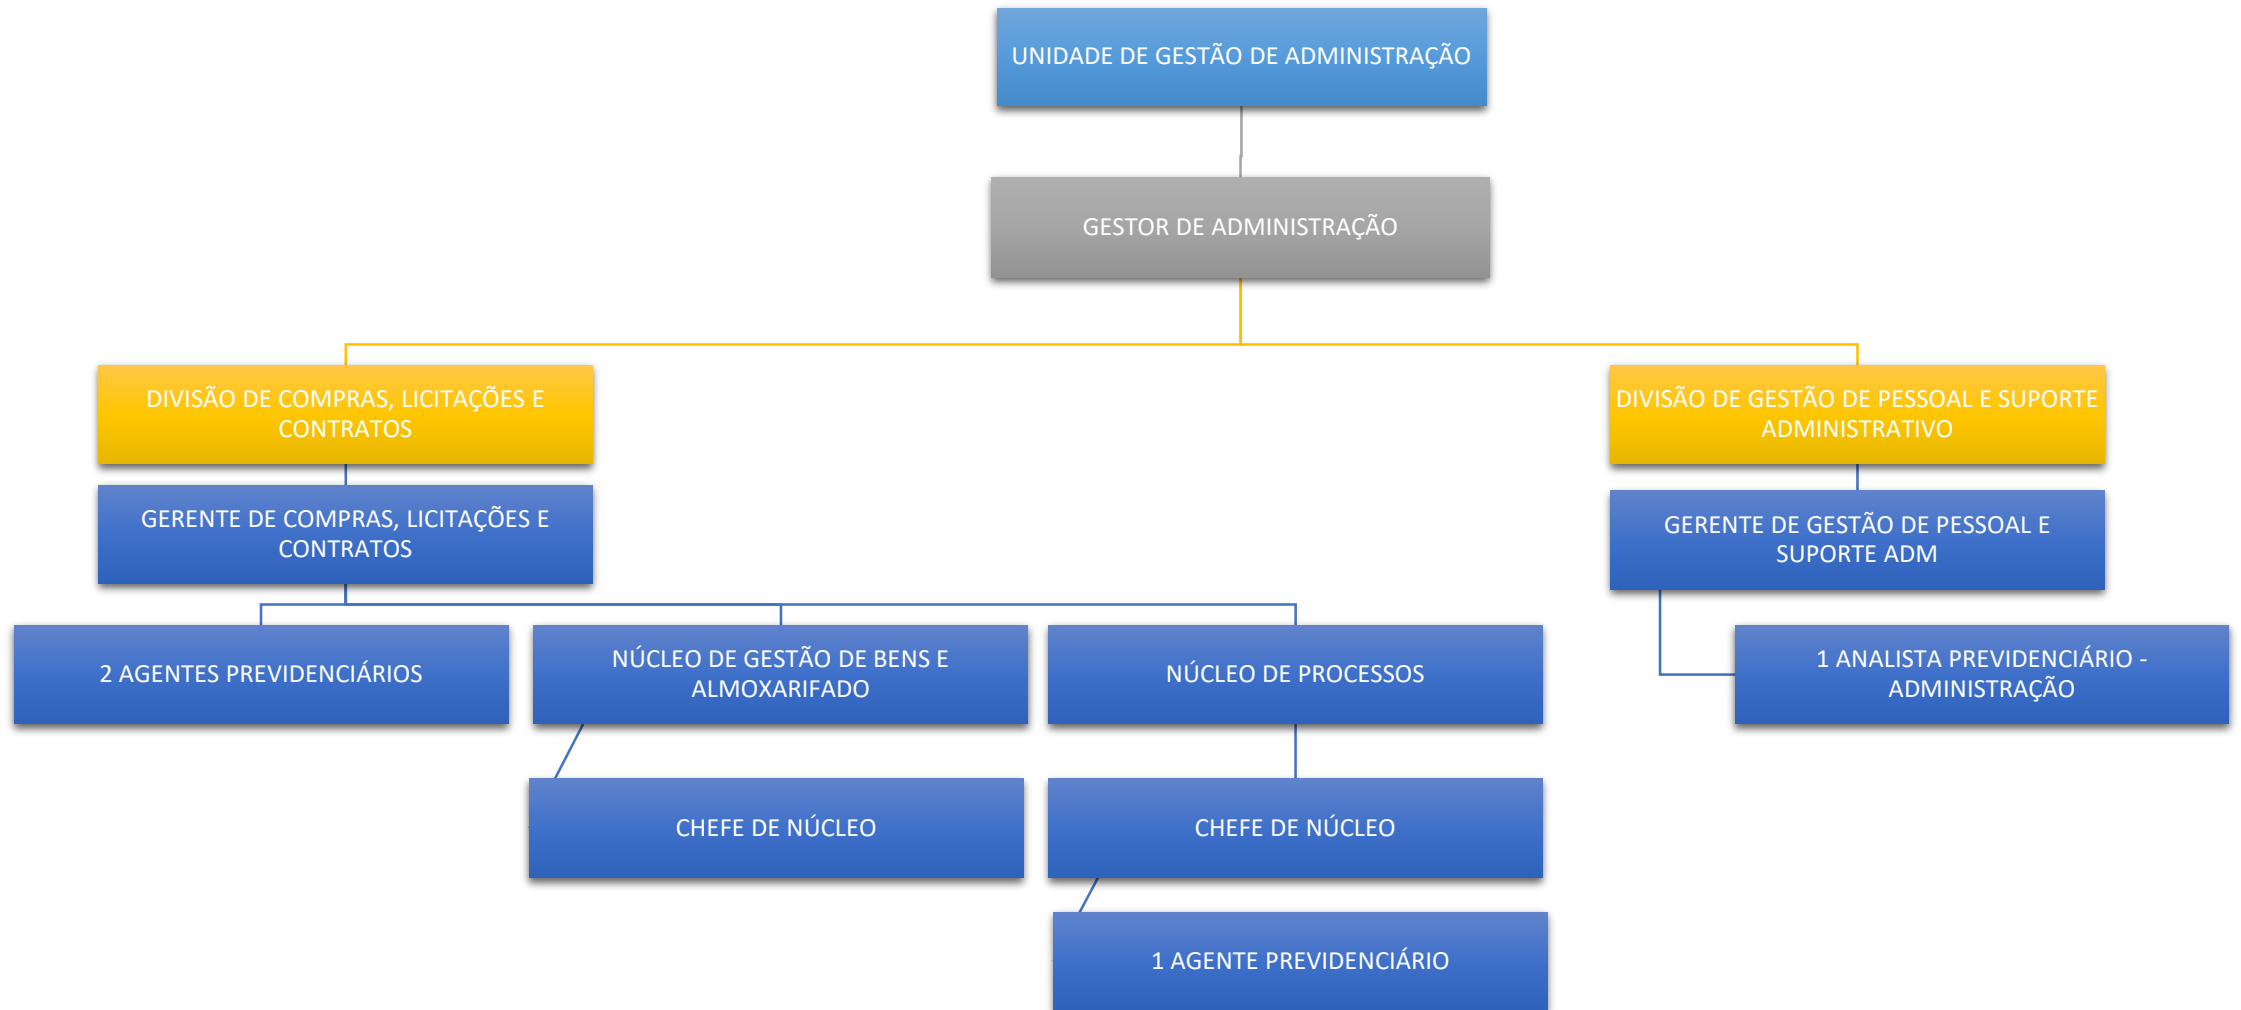 UNIDADE DE GESTÃO DE ADMINISTRAÇÃO
GESTOR DE ADMINISTRAÇÃO
DIVISÃO DE COMPRAS, LICITAÇÕES E
CONTRATOS
DIVISÃO DE GESTÃO DE PESSOAL E SUPORTE
ADMINISTRATIVO
GERENTE DE COMPRAS, LICITAÇÕES E
CONTRATOS
GERENTE DE GESTÃO DE PESSOAL E
SUPORTE ADM
2 AGENTES PREVIDENCIÁRIOS
NÚCLEO DE GESTÃO DE BENS E
ALMOXARIFADO
NÚCLEO DE PROCESSOS
1 ANALISTA PREVIDENCIÁRIO -
ADMINISTRAÇÃO
CHEFE DE NÚCLEO
CHEFE DE NÚCLEO
1 AGENTE PREVIDENCIÁRIO